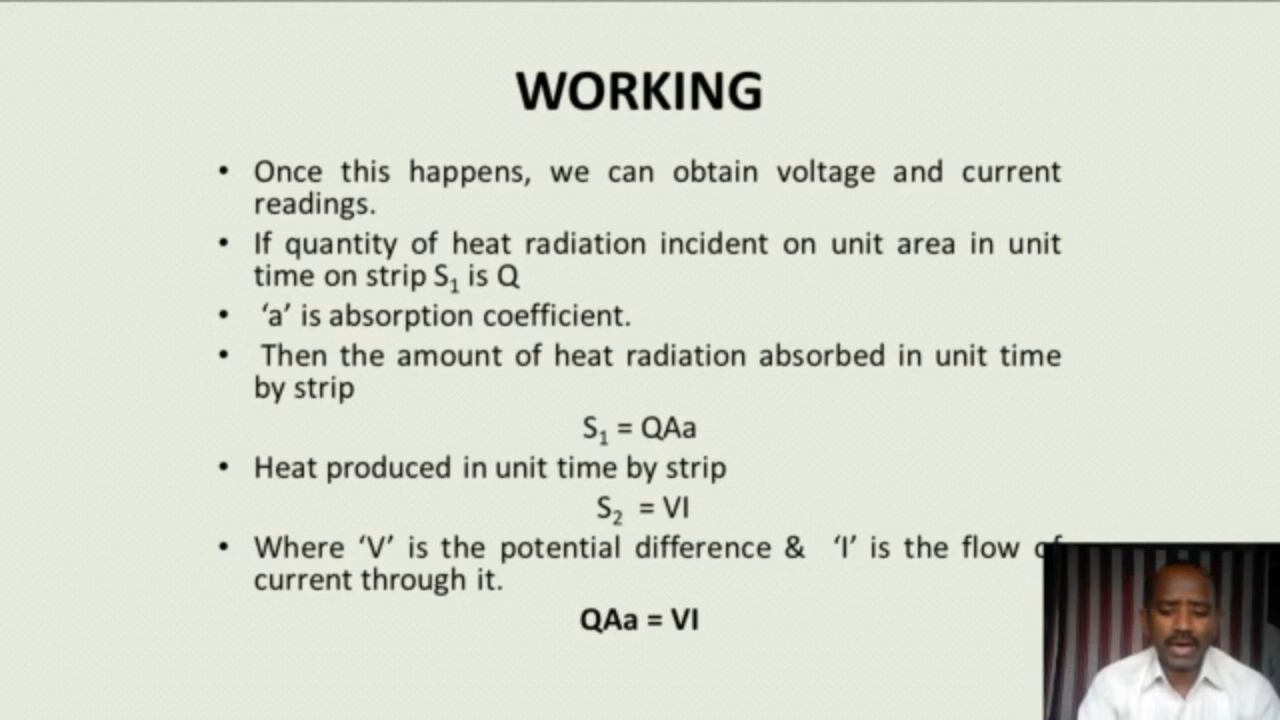 WORKING
• Once this happens, we can obtain voltage and current
readings.
• If quantity of heat radiation incident on unit area in unit
time on strip S₁ is Q
• ‘a’ is absorption coefficient.
• Then the amount of heat radiation absorbed in unit time
by strip
S₁ = QAa
• Heat produced in unit time by strip
S₂ = VI
• Where ‘V’ is the potential difference & ‘I’ is the flow of
current through it.
QAa = VI